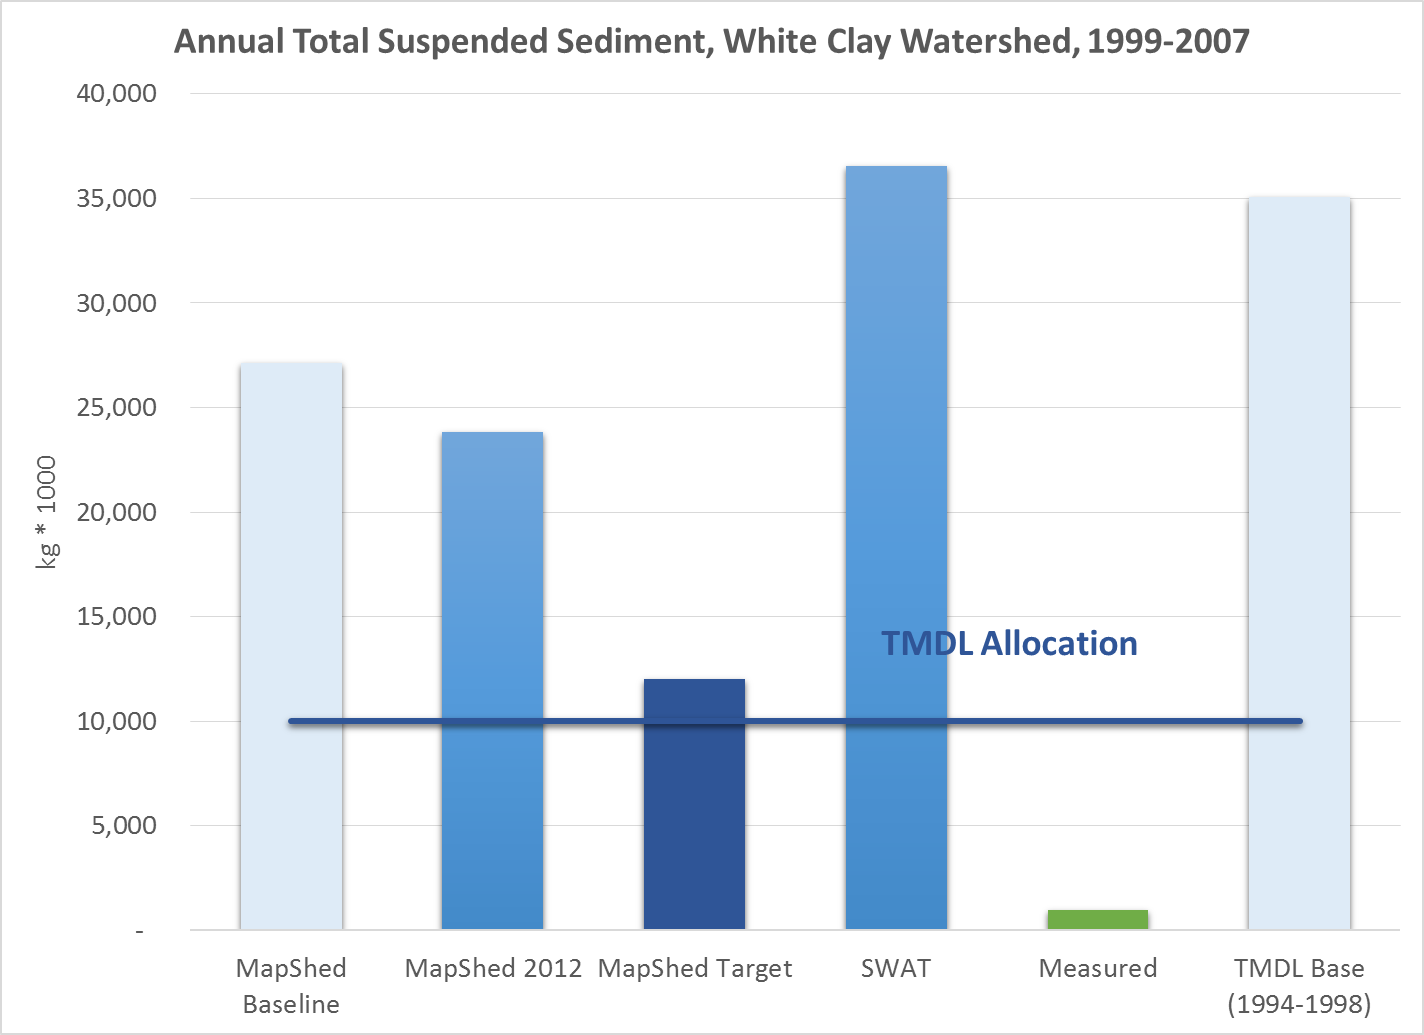 Annual Total Suspended Sediment, White Clay Watershed, 1999-2007
40,000
35,000
30,000
25,000
20,000
15,000
10,000
5,000
-
kg * 1000
TMDL Allocation
MapShed Baseline
MapShed 2012
MapShed Target
SWAT
Measured
TMDL Base
(1994-1998)